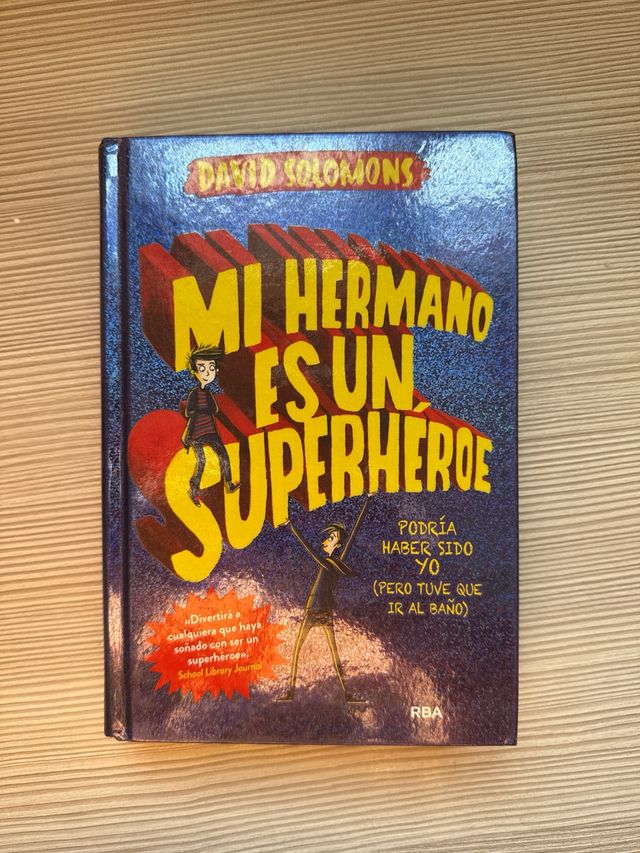 DAVID SOLOMONS
MI HERMANO
ES UN
SUPERHÉROE
PODRÍA
HABER SIDO
YO
(PERO TUVE QUE
IR AL BAÑO)
«Divertirá a
cualquiera que haya
soñado con ser un
superhéroe».
School Library Journal
RBA